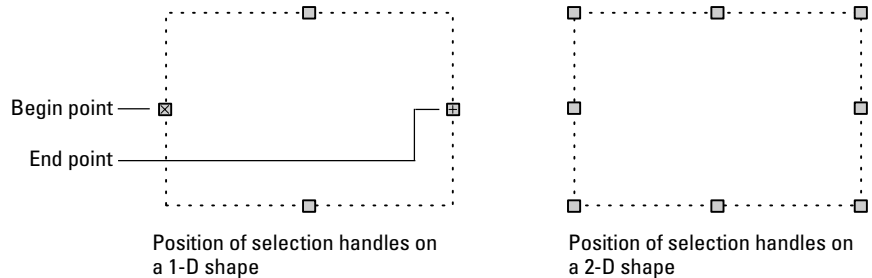 Begin point
End point
Position of selection handles on
a 1-D shape
Position of selection handles on
a 2-D shape